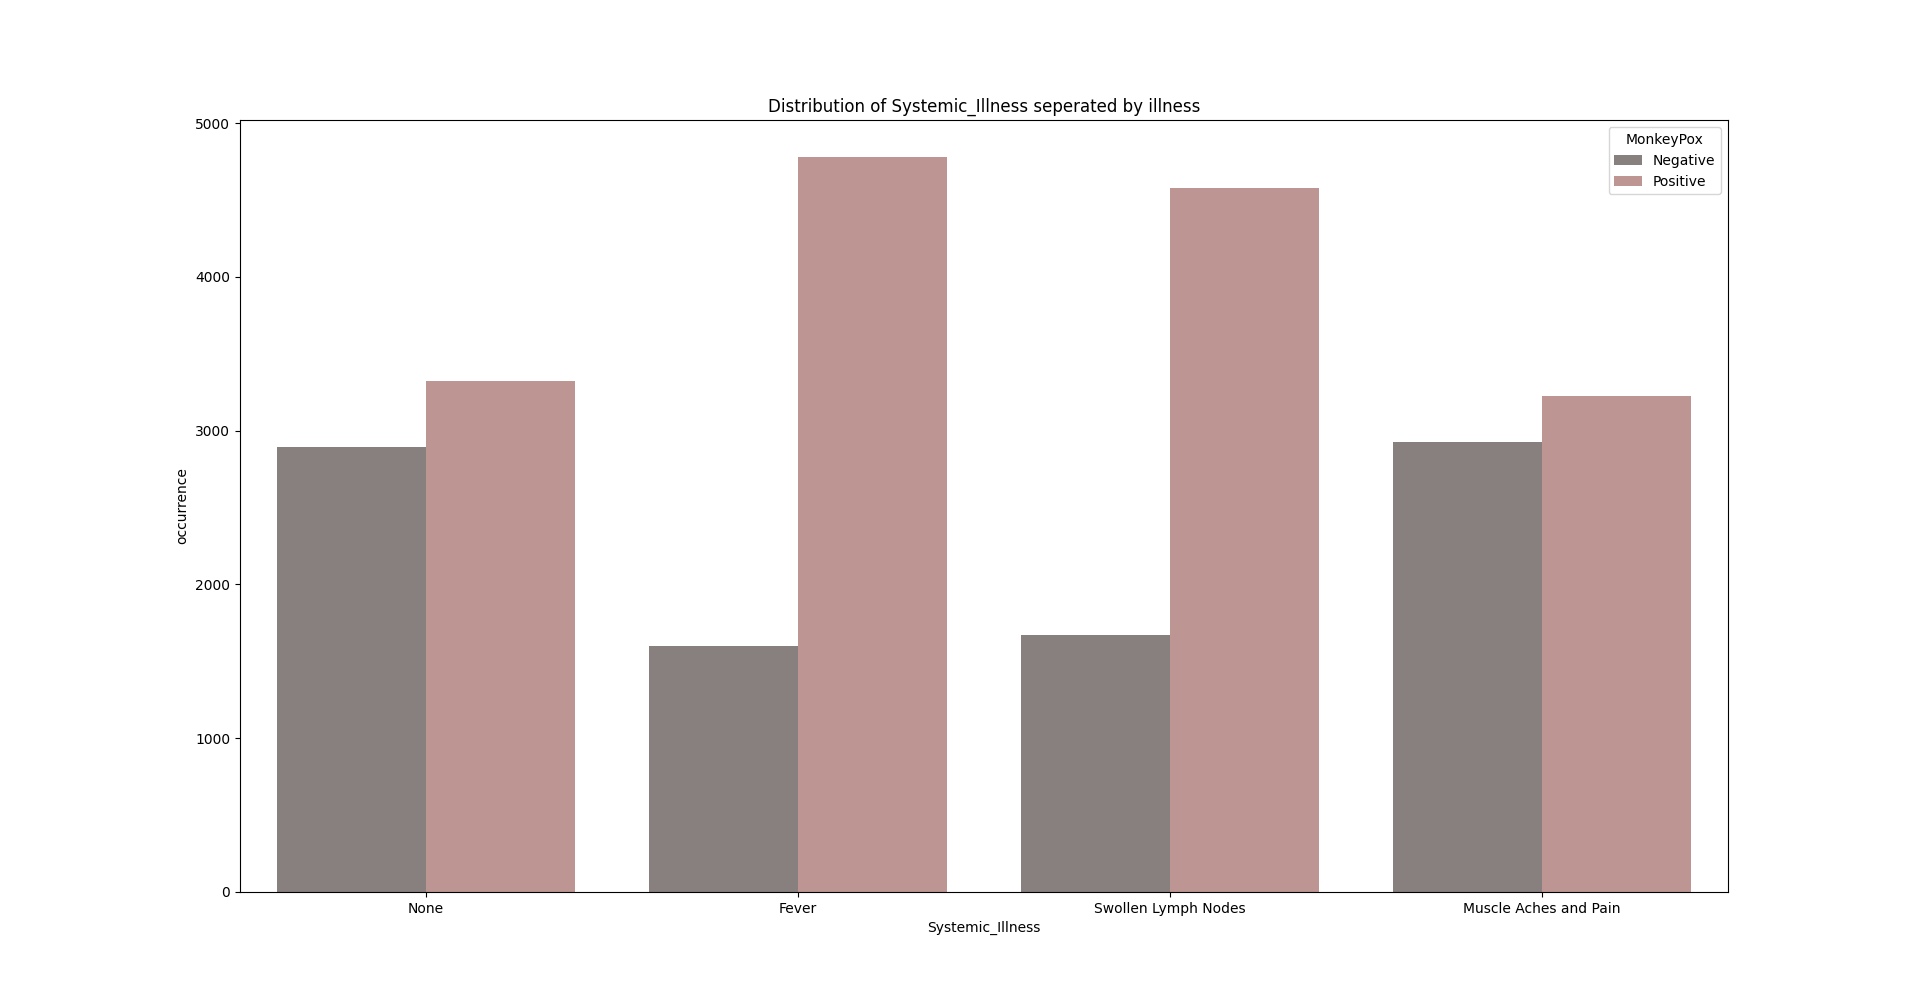 Distribution of Systemic_Illness seperated by illness
MonkeyPox
Negative
Positive
5000
4000
3000
2000
1000
0
occurrence
None
Fever
Swollen Lymph Nodes
Muscle Aches and Pain
Systemic_Illness